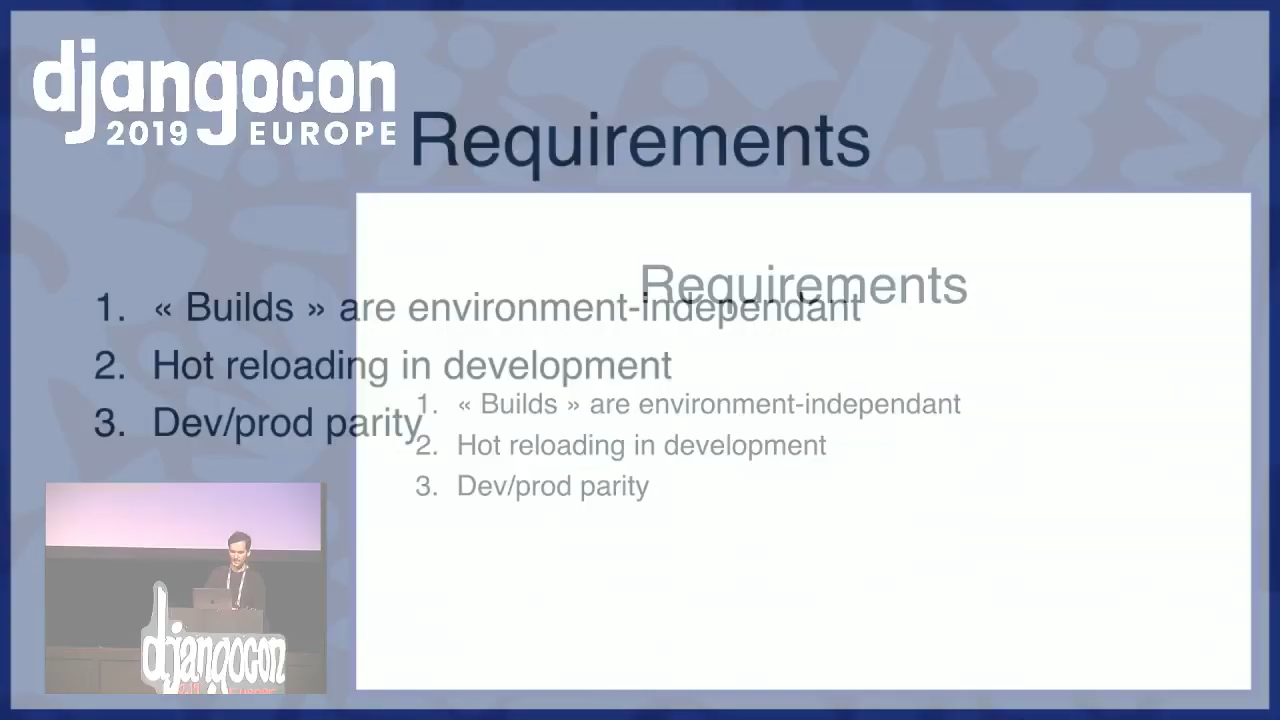 djangocon
2019 EUROPE
Requirements
1. « Builds » are environment-independant
2. Hot reloading in development
3. Dev/prod parity
Requirements
1. « Builds » are environment-independant
2. Hot reloading in development
3. Dev/prod parity
djangocon
EUROPE